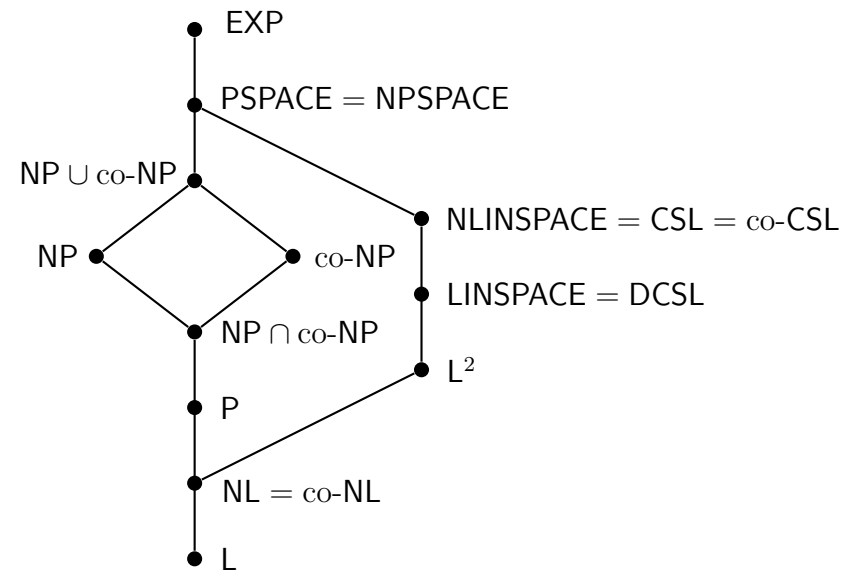 EXP
PSPACE = NPSPACE
NP ∪ co-NP
NLINSPACE = CSL = co-CSL
NP
co-NP
LINSPACE = DCSL
NP ∩ co-NP
L²
P
NL = co-NL
L